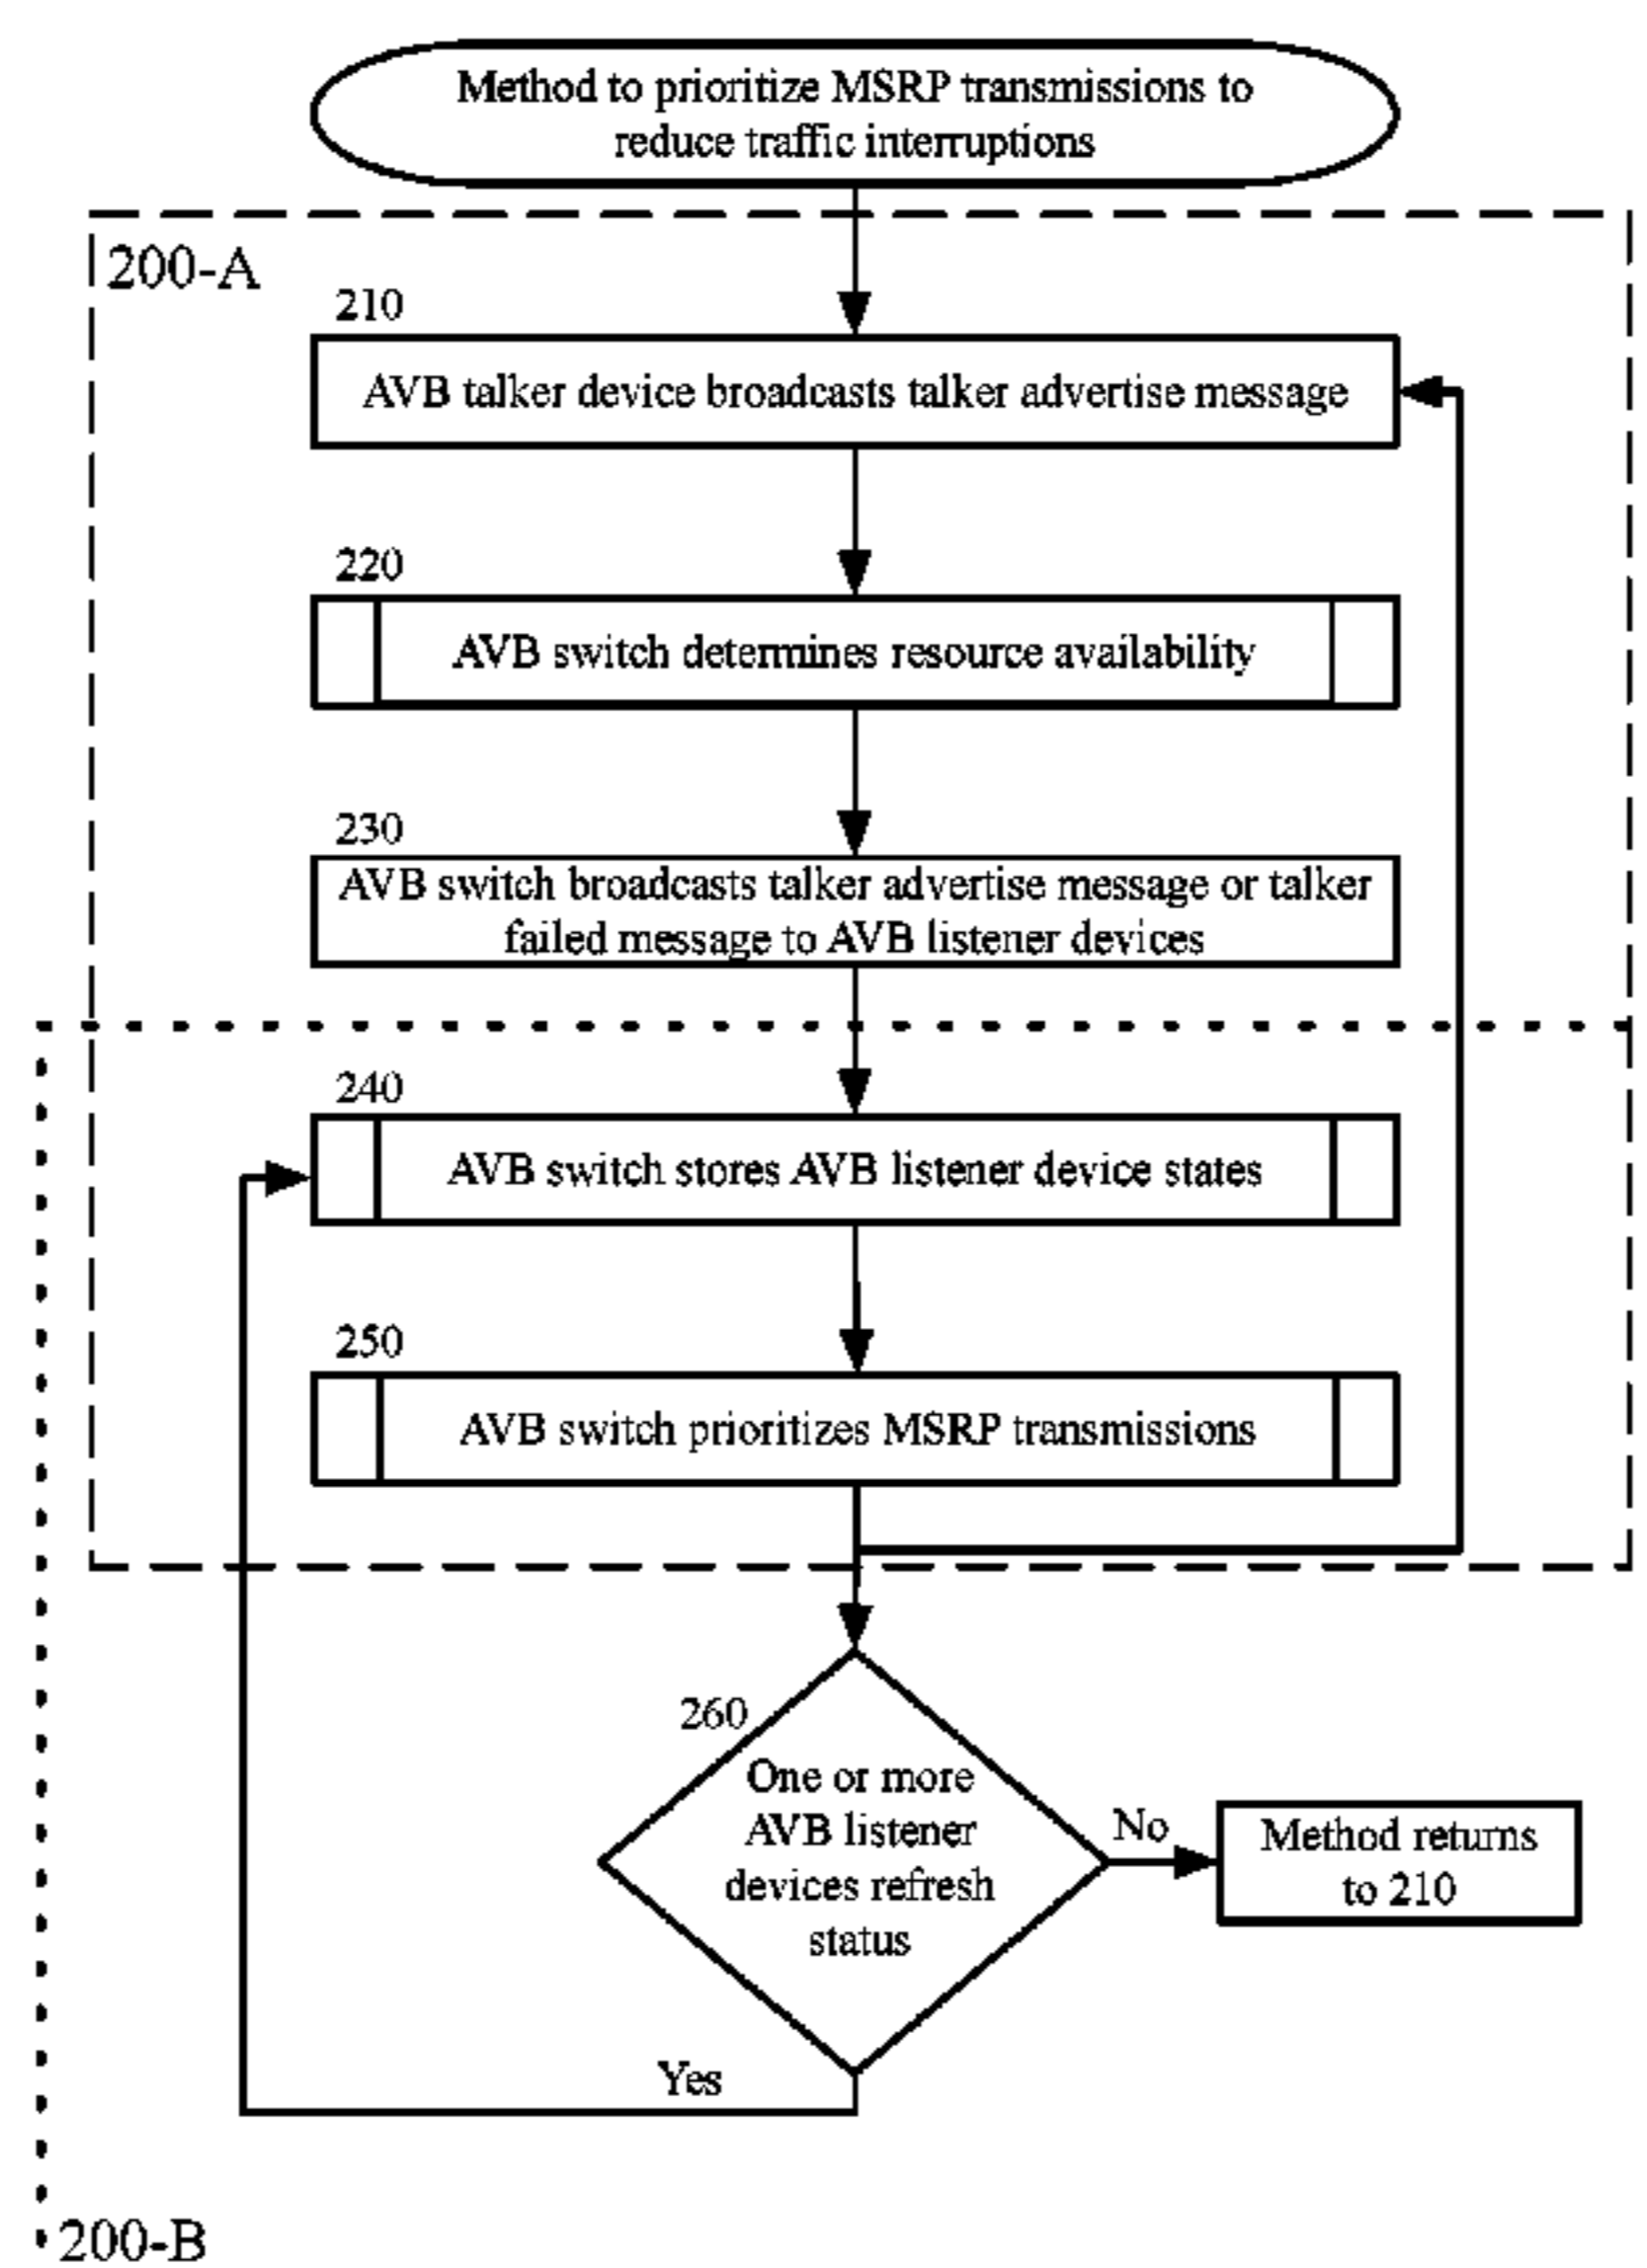 Method to prioritize MSRP transmissions to
reduce traffic interruptions
200-A
210
AVB talker device broadcasts talker advertise message
220
AVB switch determines resource availability
230
AVB switch broadcasts talker advertise message or talker
failed message to AVB listener devices
240
AVB switch stores AVB listener device states
250
AVB switch prioritizes MSRP transmissions
260
One or more
AVB listener
devices refresh
status
No
Method returns
to 210
Yes
200-B